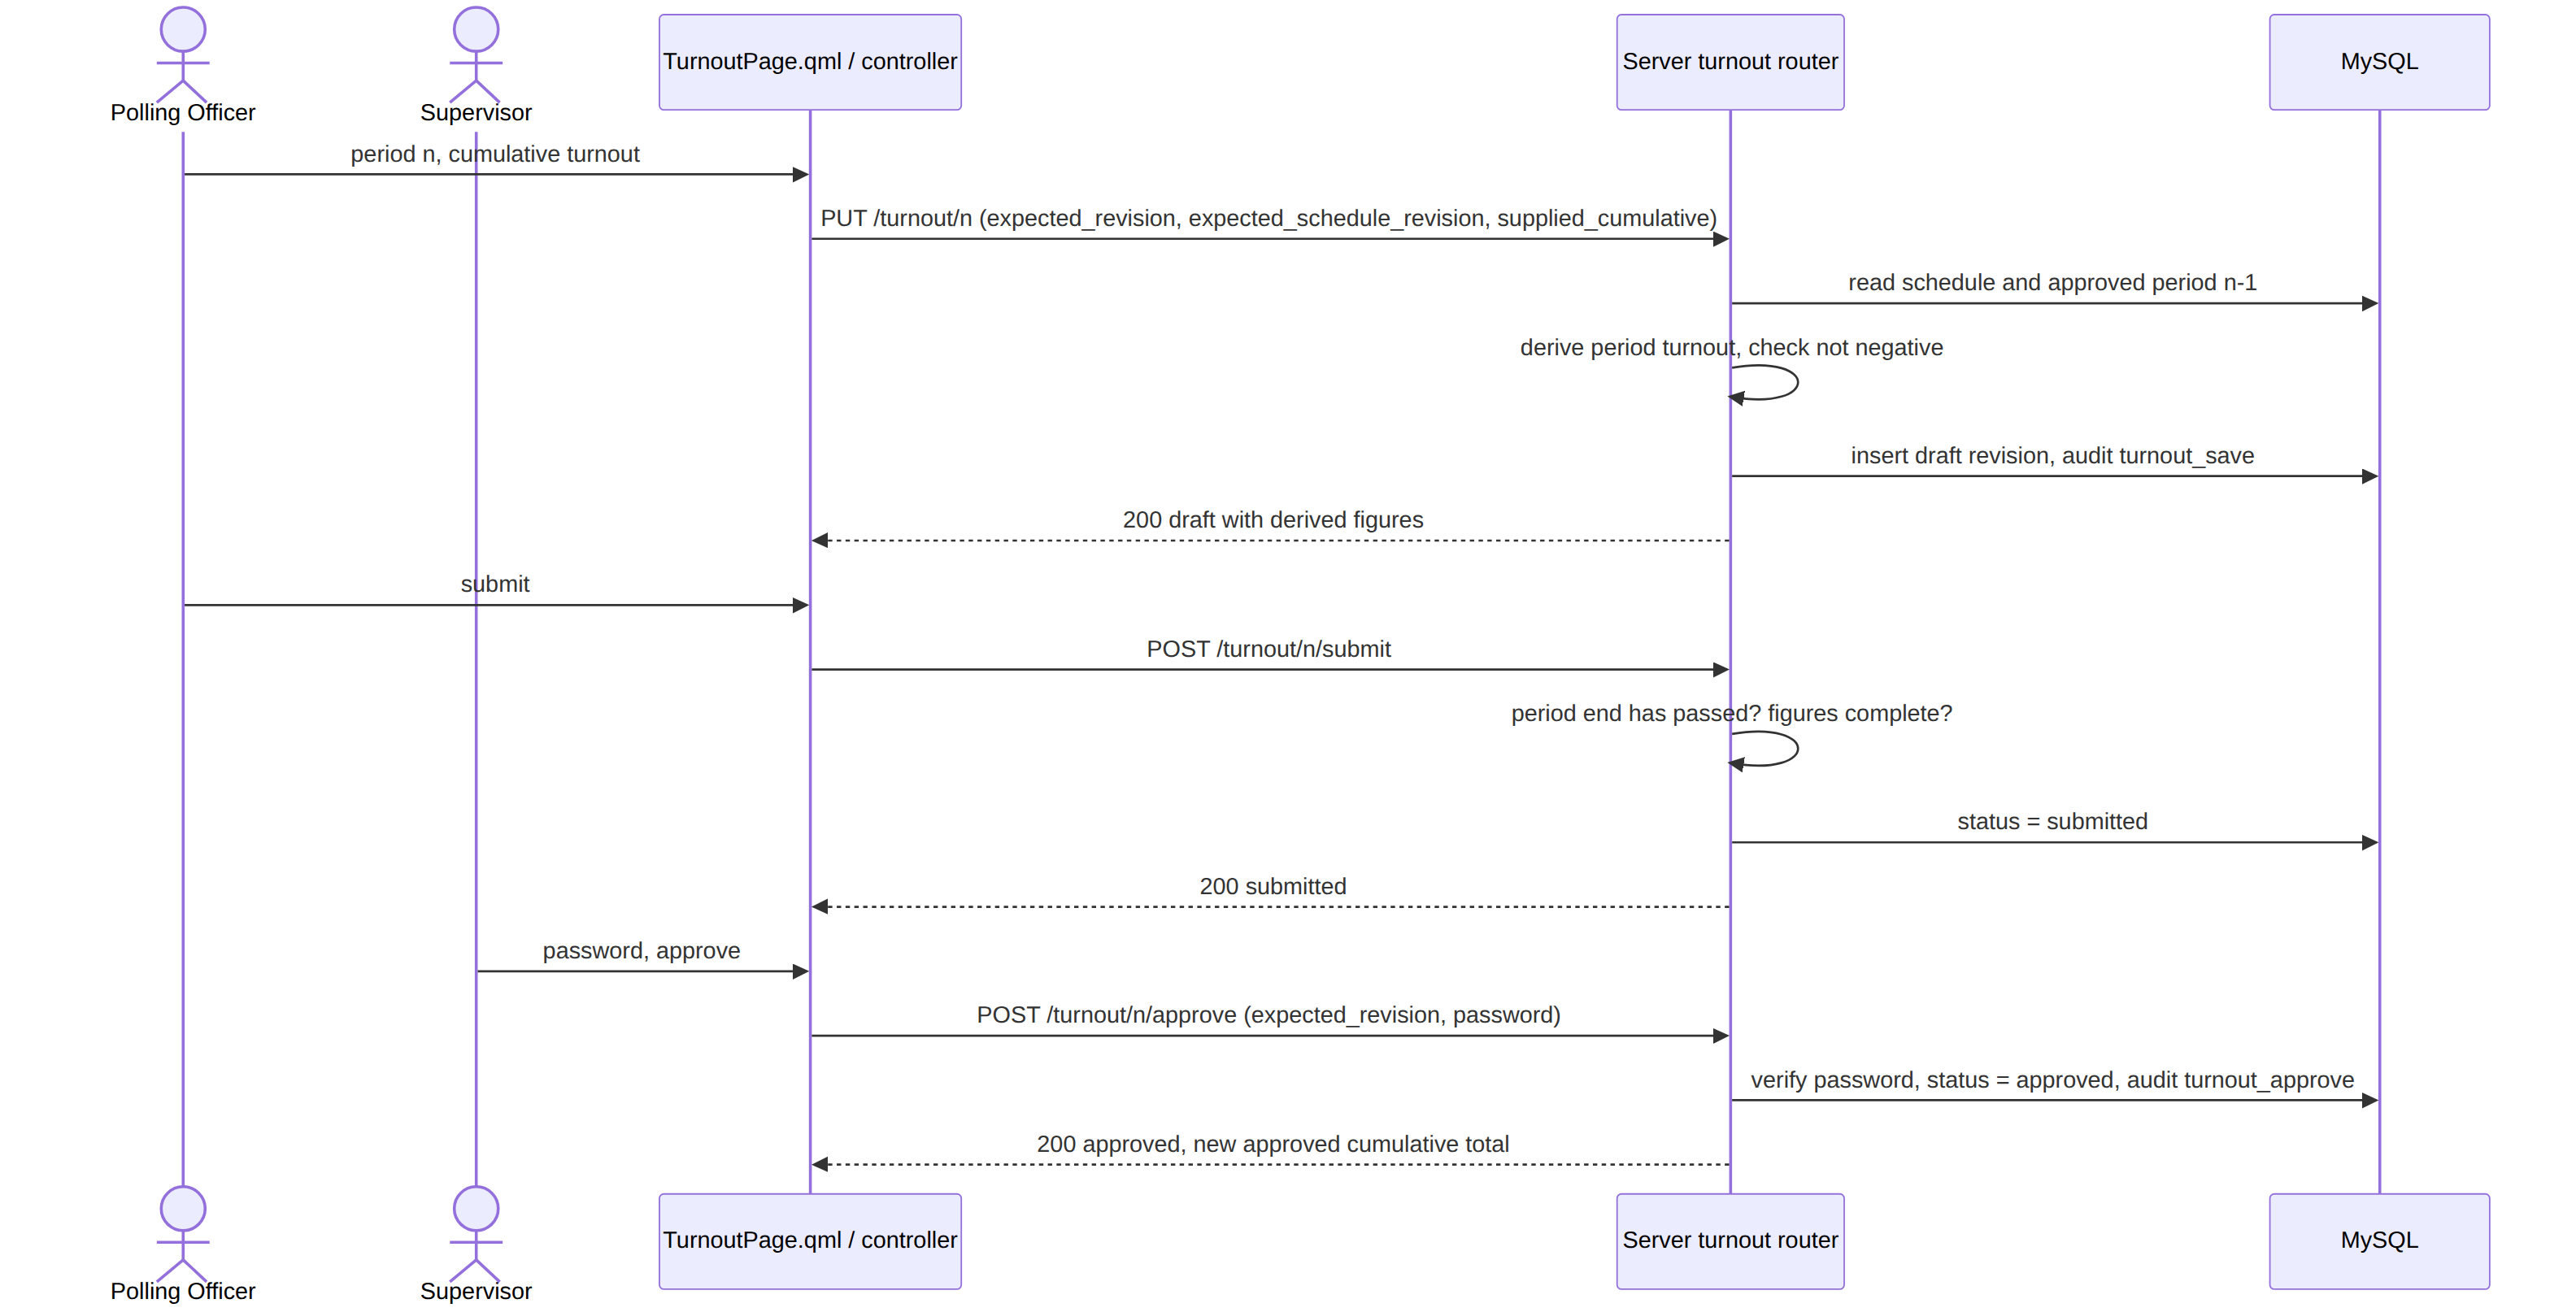 TurnoutPage.qml / controller
Server turnout router
MySQL
Polling Officer
Supervisor
period n, cumulative turnout
PUT /turnout/n (expected_revision, expected_schedule_revision, supplied_cumulative)
read schedule and approved period n-1
derive period turnout, check not negative
insert draft revision, audit turnout_save
200 draft with derived figures
submit
POST /turnout/n/submit
period end has passed? figures complete?
status = submitted
200 submitted
password, approve
POST /turnout/n/approve (expected_revision, password)
verify password, status = approved, audit turnout_approve
200 approved, new approved cumulative total
TurnoutPage.qml / controller
Server turnout router
MySQL
Polling Officer
Supervisor